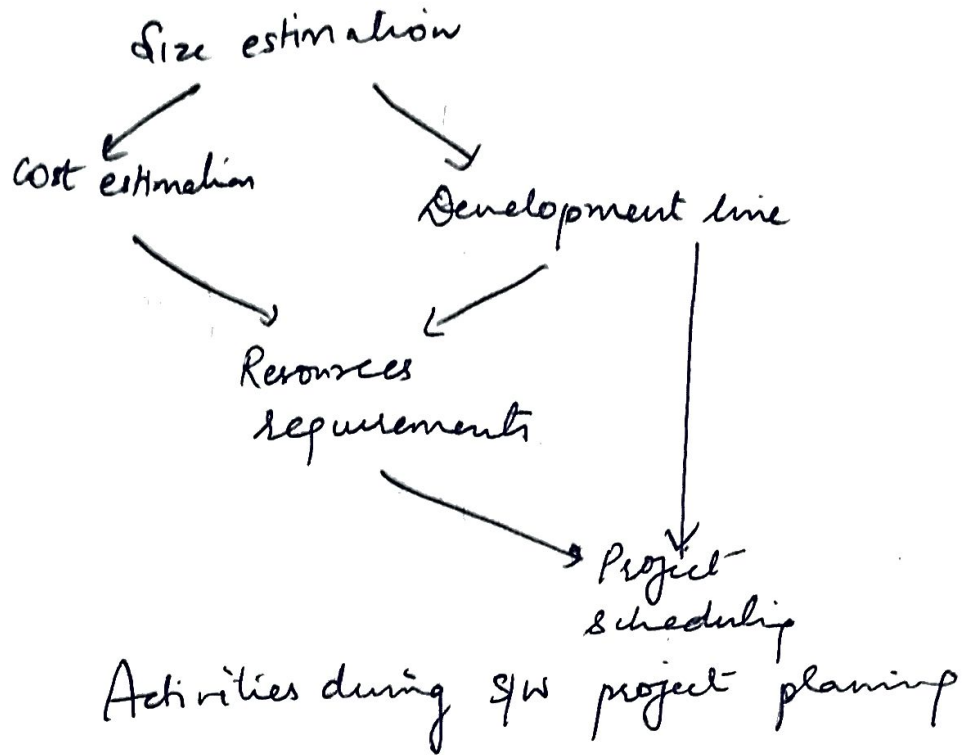 Size estimation
Cost estimation
Development time
Resources
requirements
Project
scheduling
Activities during S/W project planning